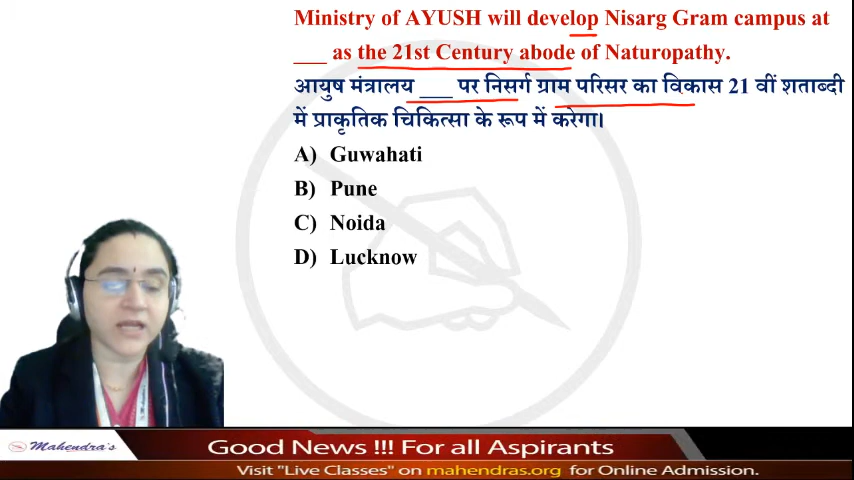 Ministry of AYUSH will develop Nisarg Gram campus at
___ as the 21st Century abode of Naturopathy.
आयुष मंत्रालय ___ पर निसर्ग ग्राम परिसर का विकास 21 वीं शताब्दी
में प्राकृतिक चिकित्सा के रूप में करेगा।
A) Guwahati
B) Pune
C) Noida
D) Lucknow
Mahendra's
Good News !!! For all Aspirants
Visit "Live Classes" on mahendras.org for Online Admission.